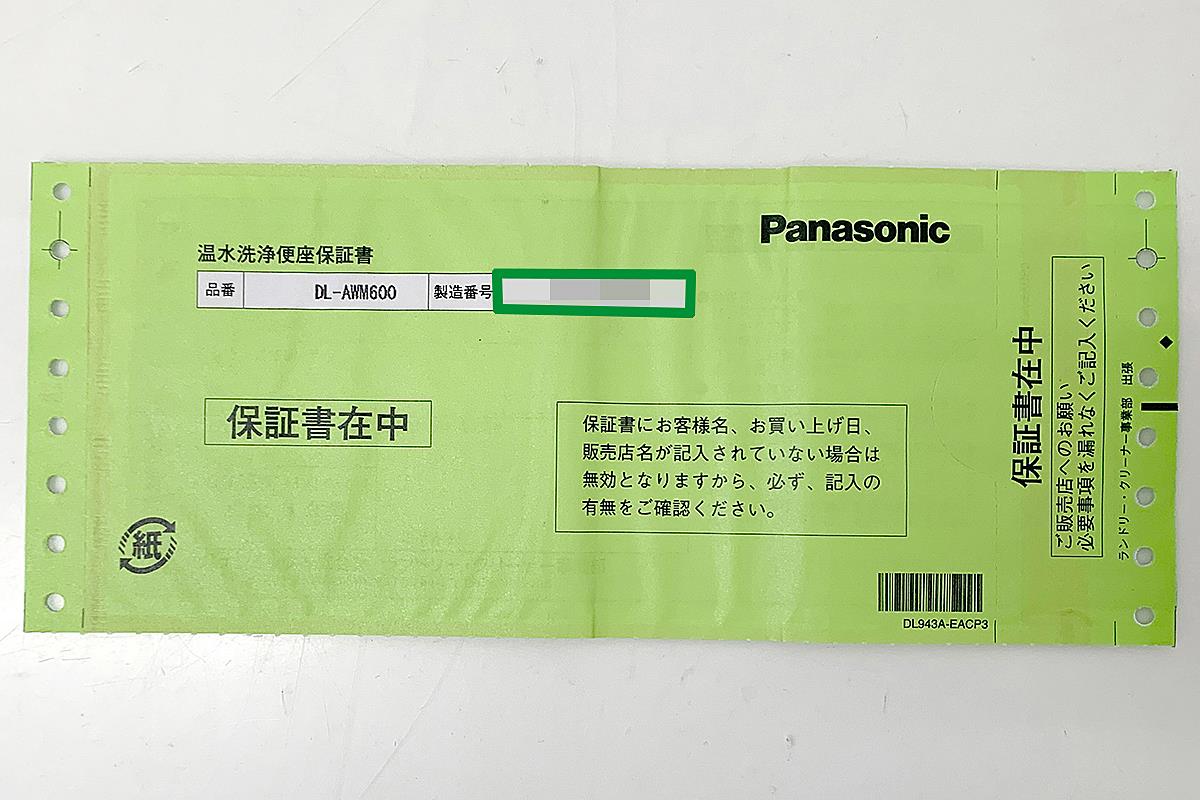 Panasonic
温水洗浄便座保証書
品番 DL-AWM600 製造番号
保証書在中
保証書にお客様名、お買い上げ日、
販売店名が記入されていない場合は
無効となりますから、必ず、記入の
有無をご確認ください。
紙
DL943A-EACP3
保証書在中
ご販売店へのお願い
必要事項を漏れなくご記入ください
ランドリー・クリーナー事業部 出張